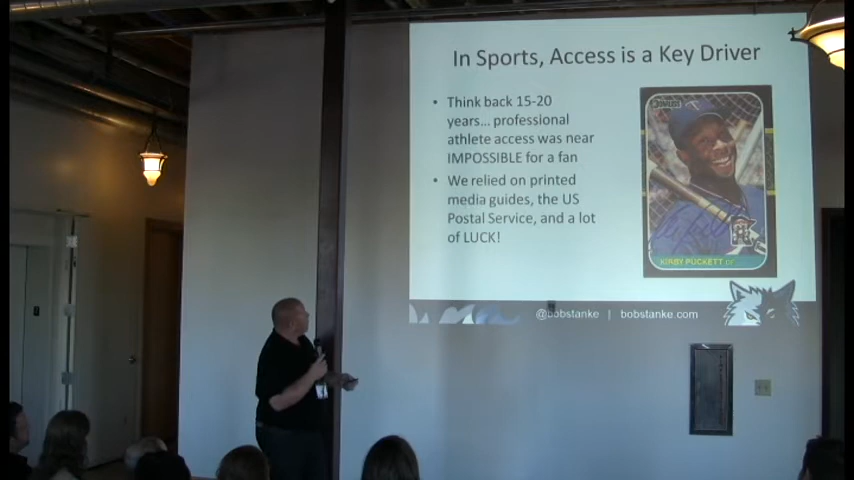 In Sports, Access is a Key Driver
• Think back 15-20
years... professional
athlete access was near
IMPOSSIBLE for a fan
• We relied on printed
media guides, the US
Postal Service, and a lot
of LUCK!
Donruss
KIRBY PUCKETT OF
@bobstanke | bobstanke.com